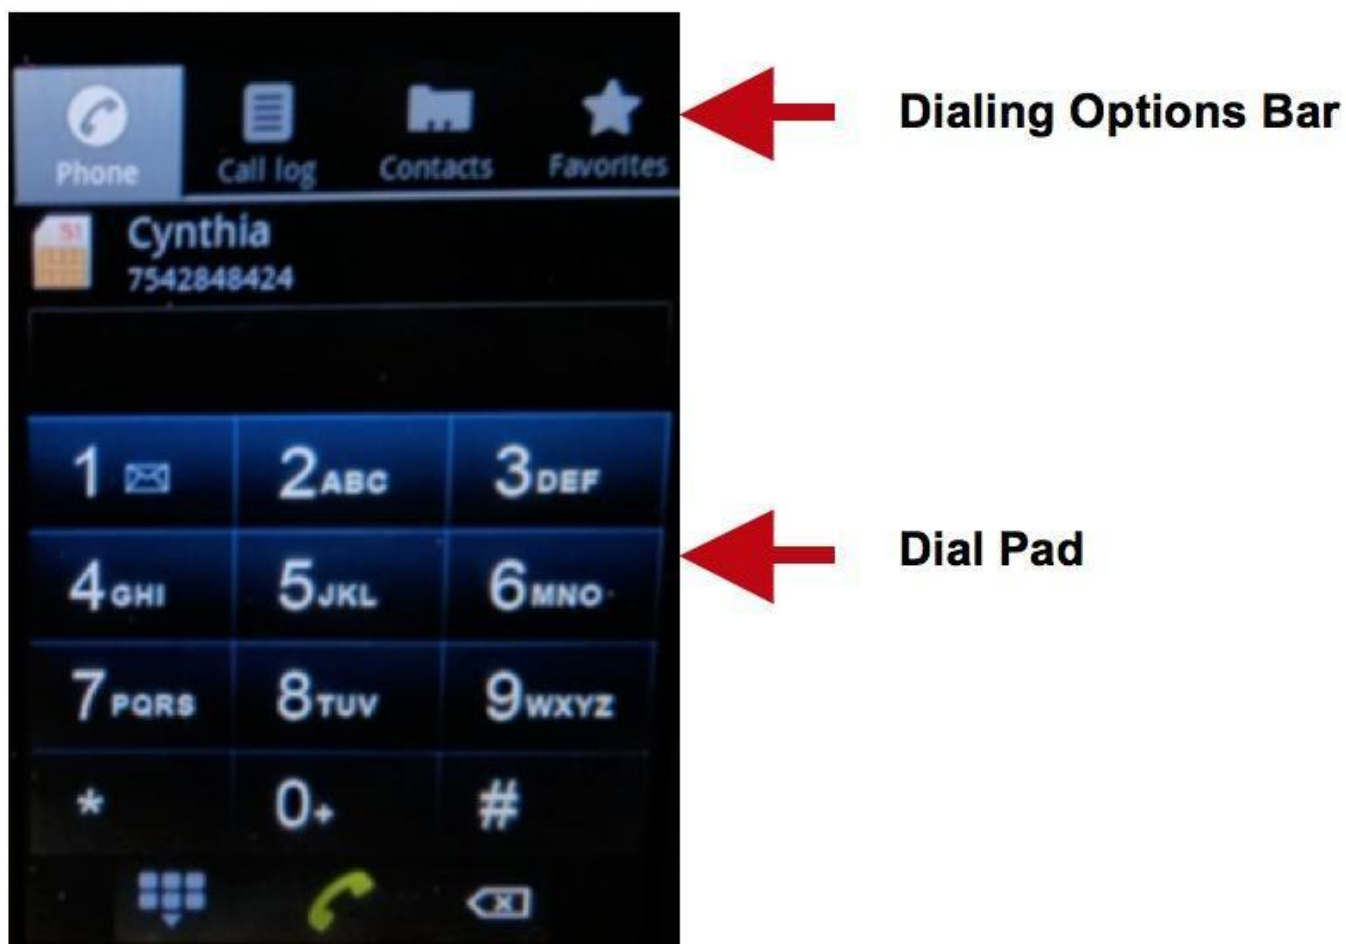 Phone Call log Contacts Favorites
Dialing Options Bar
Cynthia
7542848424
1 2ABC 3DEF
4GHI 5JKL 6MNO
Dial Pad
7PQRS 8TUV 9WXYZ
* 0+ #